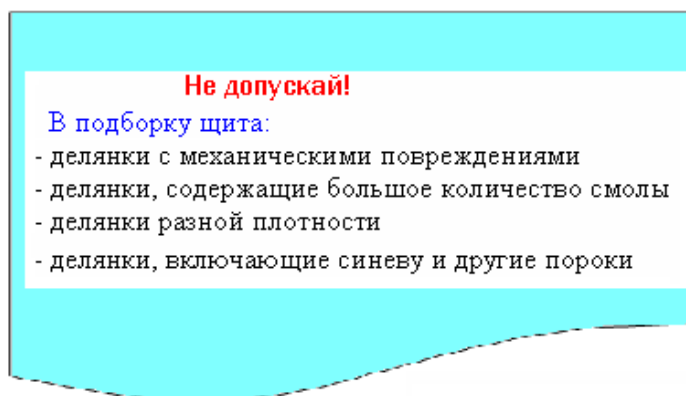 Не допускай!
В подборку щита:
- делянки с механическими повреждениями
- делянки, содержащие большое количество смолы
- делянки разной плотности
- делянки, включающие синеву и другие пороки